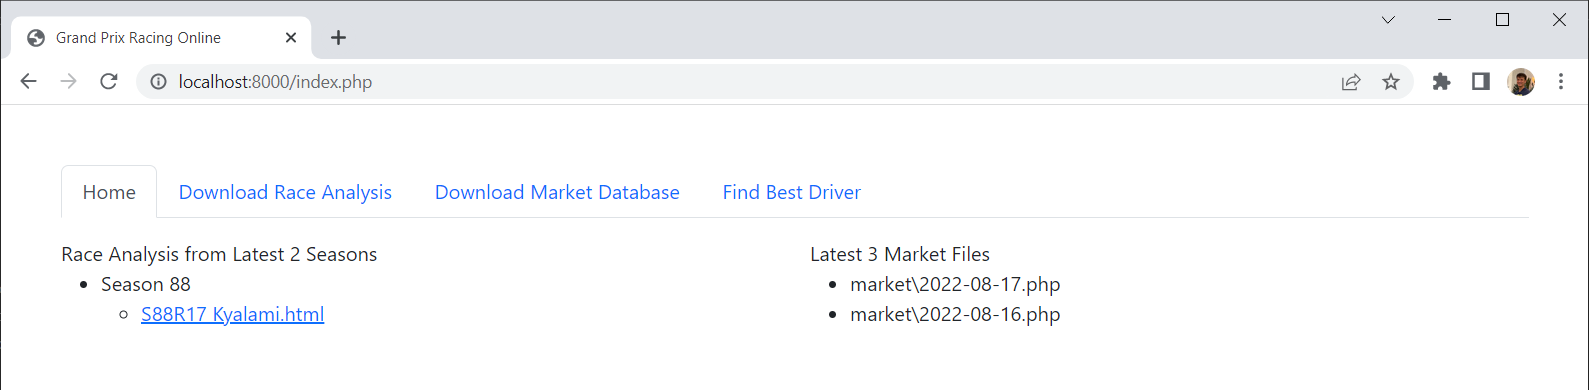 Grand Prix Racing Online
localhost:8000/index.php
Home
Download Race Analysis
Download Market Database
Find Best Driver
Race Analysis from Latest 2 Seasons
Season 88
S88R17 Kyalami.html
Latest 3 Market Files
market\2022-08-17.php
market\2022-08-16.php